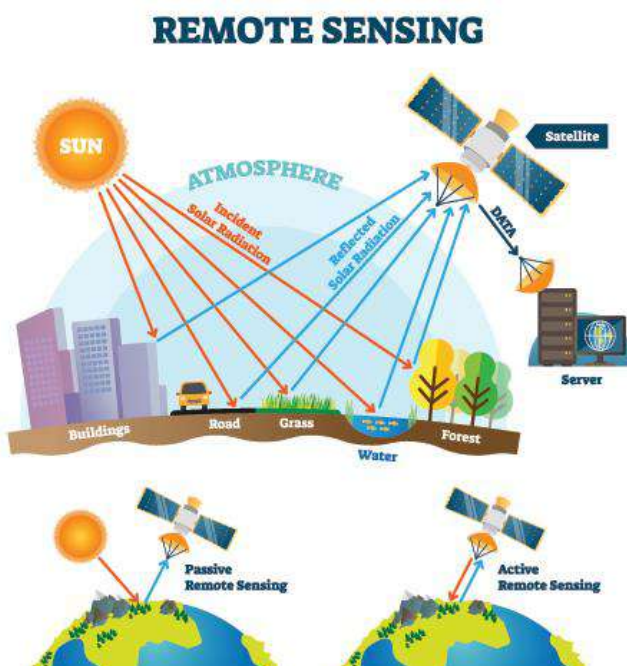 REMOTE SENSING
SUN
ATMOSPHERE
Satellite
Incident
Solar Radiation
Reflected
Solar Radiation
DATA
Server
Buildings
Road
Grass
Water
Forest
Passive
Remote Sensing
Active
Remote Sensing